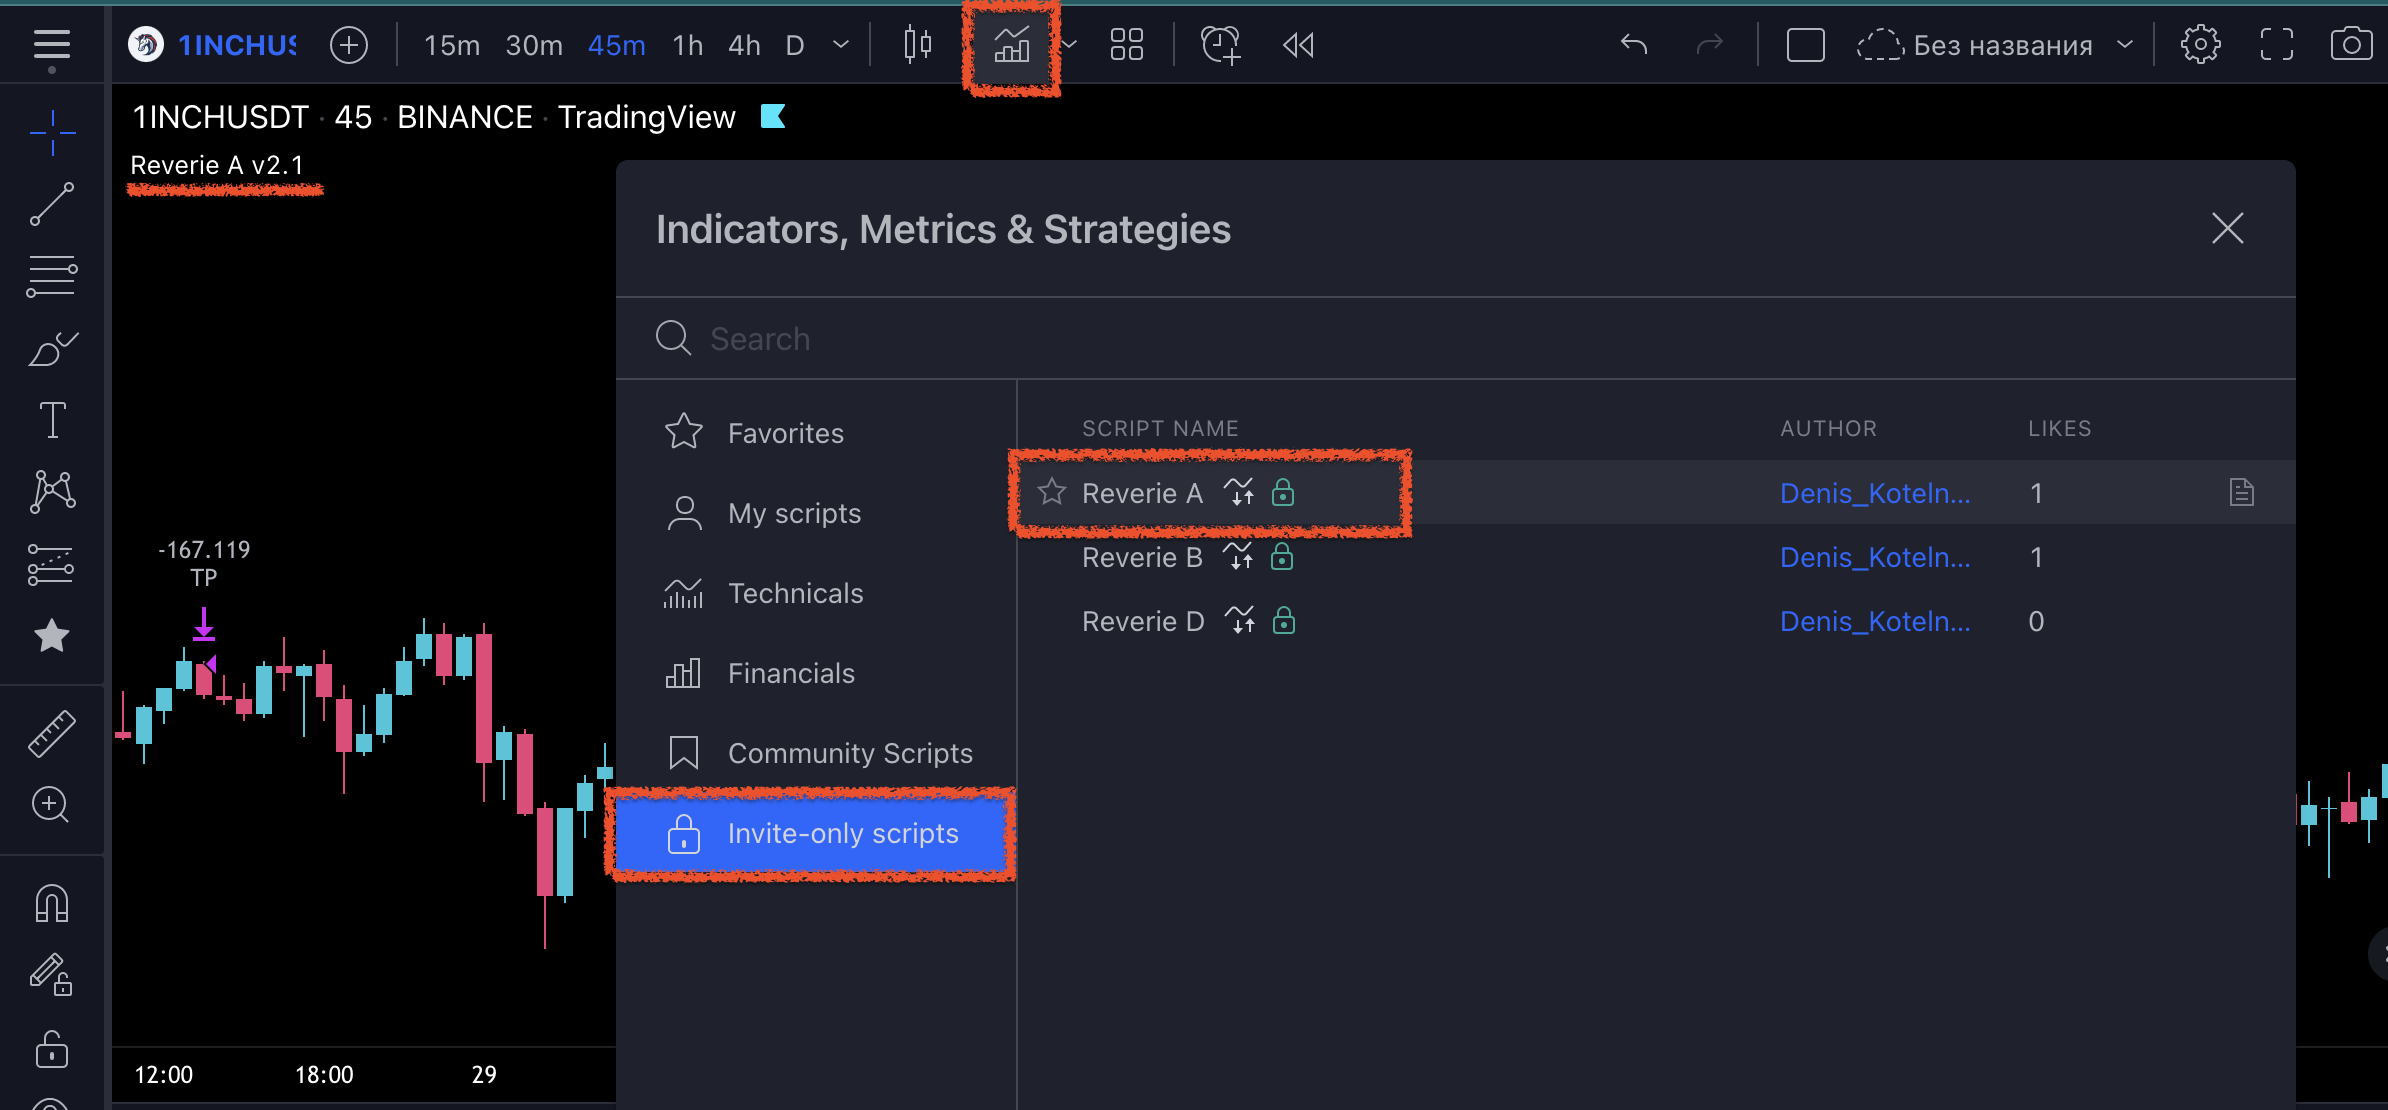 1INCHUS
15m 30m 45m 1h 4h D
Без названия
1INCHUSDT · 45 · BINANCE · TradingView
Reverie A v2.1
Indicators, Metrics & Strategies
Search
Favorites
My scripts
Technicals
Financials
Community Scripts
Invite-only scripts
SCRIPT NAME AUTHOR LIKES
Reverie A Denis_Koteln... 1
Reverie B Denis_Koteln... 1
Reverie D Denis_Koteln... 0
-167.119
TP
12:00 18:00 29